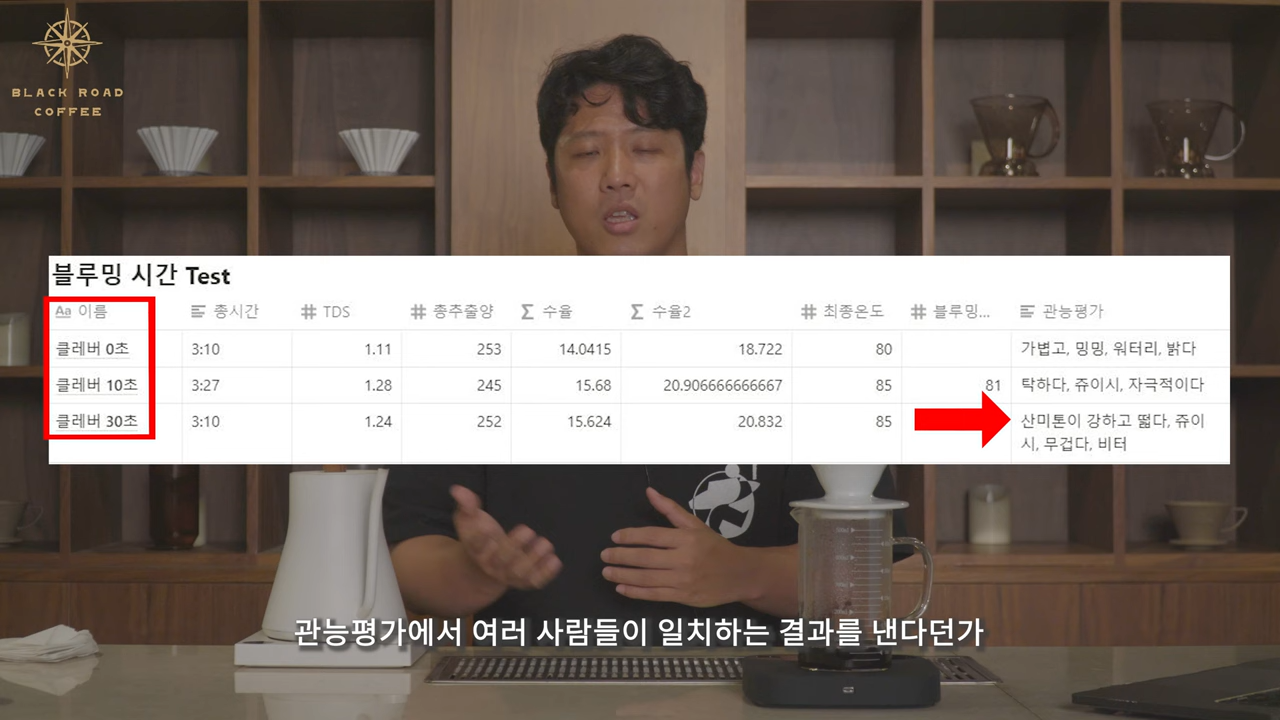 BLACK ROAD
COFFEE
블루밍 시간 Test
Aa 이름 총시간 # TDS # 총추출양 Σ 수율 Σ 수율2 # 최종온도 # 블루밍... 관능평가
클레버 0초 3:10 1.11 253 14.0415 18.722 80 가볍고, 밍밍, 워터리, 밝다
클레버 10초 3:27 1.28 245 15.68 20.906666666667 85 81 탁하다, 쥬이시, 자극적이다
클레버 30초 3:10 1.24 252 15.624 20.832 85 산미톤이 강하고 떫다, 쥬이
시, 무겁다, 비터
관능평가에서 여러 사람들이 일치하는 결과를 낸다던가